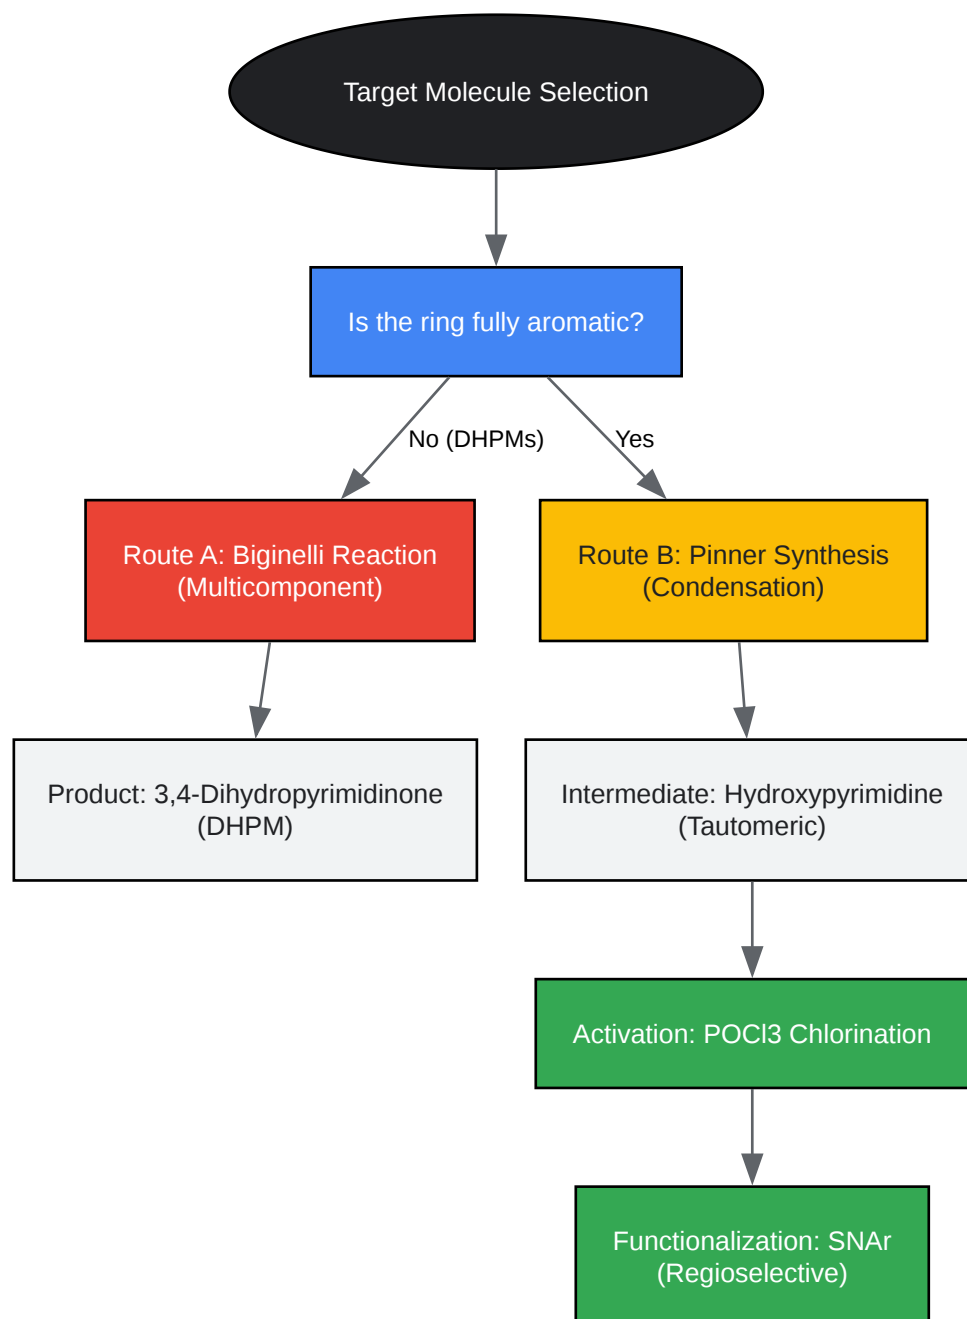 Target Molecule Selection
Is the ring fully aromatic?
No (DHPMs)
Yes
Route A: Biginelli Reaction
(Multicomponent)
Route B: Pinner Synthesis
(Condensation)
Product: 3,4-Dihydropyrimidinone
(DHPM)
Intermediate: Hydroxypyrimidine
(Tautomeric)
Activation: POCl3 Chlorination
Functionalization: SNAr
(Regioselective)